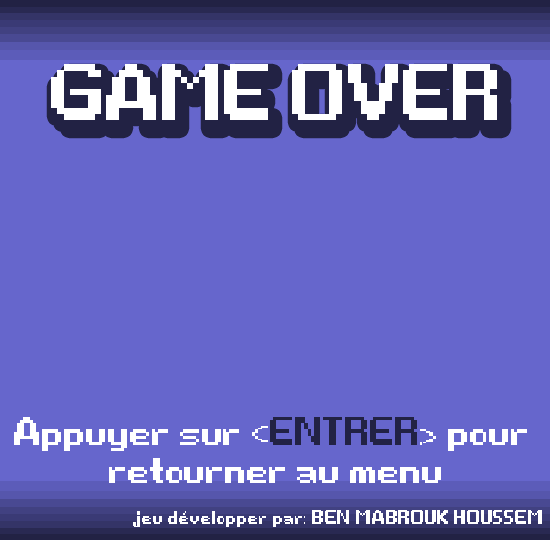 GAME OVER
Appuyer sur <ENTRER> pour
retourner au menu
jeu développer par: BEN MABROUK HOUSSEM